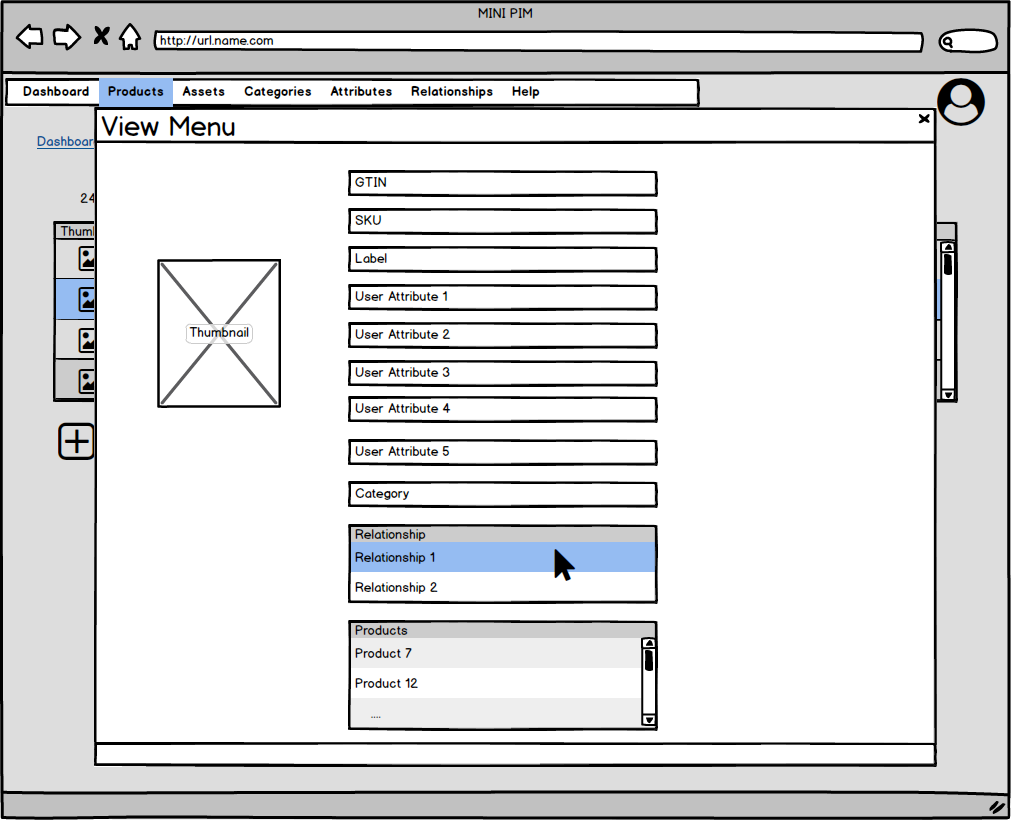 MINI PIM
http://url.name.com
Dashboard Products Assets Categories Attributes Relationships Help
View Menu
Dashboar
24
Thuml
GTIN
SKU
Label
User Attribute 1
User Attribute 2
Thumbnail
User Attribute 3
User Attribute 4
User Attribute 5
Category
Relationship
Relationship 1
Relationship 2
Products
Product 7
Product 12
....